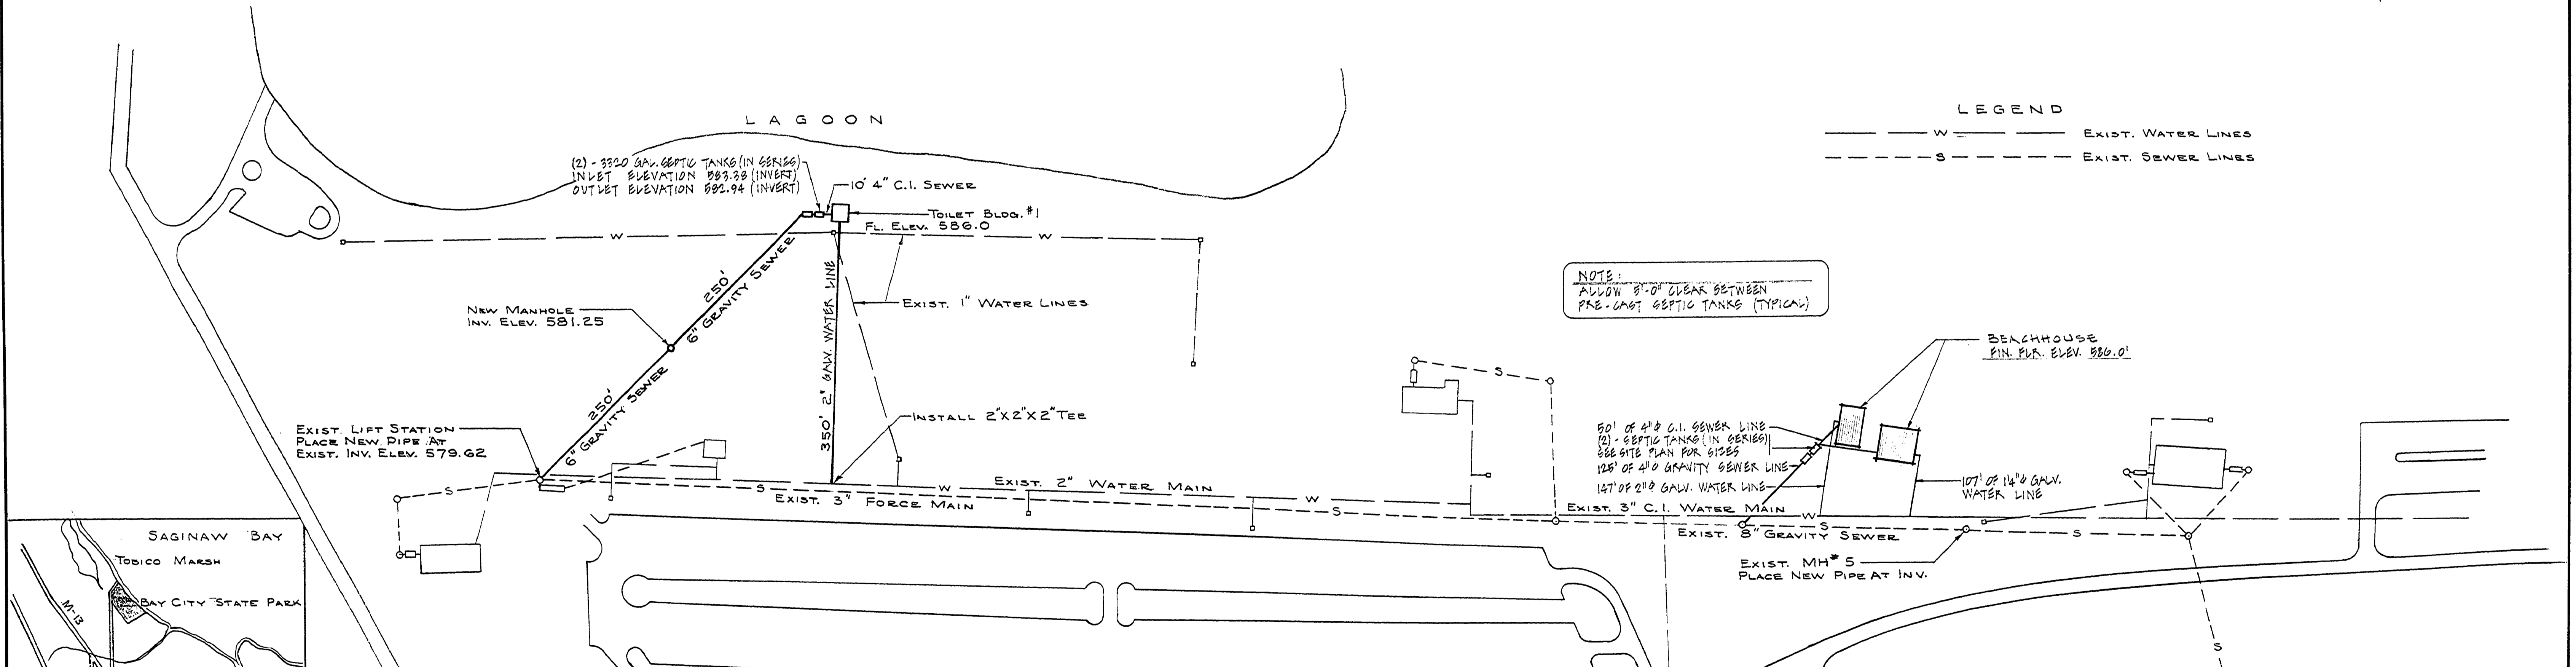 LAGOON
LEGEND
W EXIST. WATER LINES
S EXIST. SEWER LINES
(2) - 3320 GAL. SEPTIC TANKS (IN SERIES)
INLET ELEVATION 583.38 (INVERT)
OUTLET ELEVATION 582.94 (INVERT)
10' 4" C.I. SEWER
TOILET BLDG. #1
FL. ELEV. 586.0
W
W
250'
6" GRAVITY SEWER
350' 2" GALV. WATER LINE
EXIST. 1" WATER LINES
NEW MANHOLE
INV. ELEV. 581.25
NOTE:
ALLOW 5'-0" CLEAR BETWEEN
PRE-CAST SEPTIC TANKS (TYPICAL)
BEACHHOUSE
FIN. FLR. ELEV. 586.0'
S
250'
6" GRAVITY SEWER
INSTALL 2"X2"X2" TEE
EXIST. LIFT STATION
PLACE NEW PIPE AT
EXIST. INV. ELEV. 579.62
50' OF 4"φ C.I. SEWER LINE
(2) - SEPTIC TANKS (IN SERIES)
SEE SITE PLAN FOR SIZES
125' OF 4"φ GRAVITY SEWER LINE
147' OF 2"φ GALV. WATER LINE
107' OF 1¼"φ GALV.
WATER LINE
S
S
W
EXIST. 2" WATER MAIN
W
EXIST. 3" FORCE MAIN
S
EXIST. 3" C.I. WATER MAIN
W
S
EXIST. 8" GRAVITY SEWER
S
EXIST. MH# 5
PLACE NEW PIPE AT INV.
S
SAGINAW BAY
TOBICO MARSH
BAY CITY STATE PARK
M-13